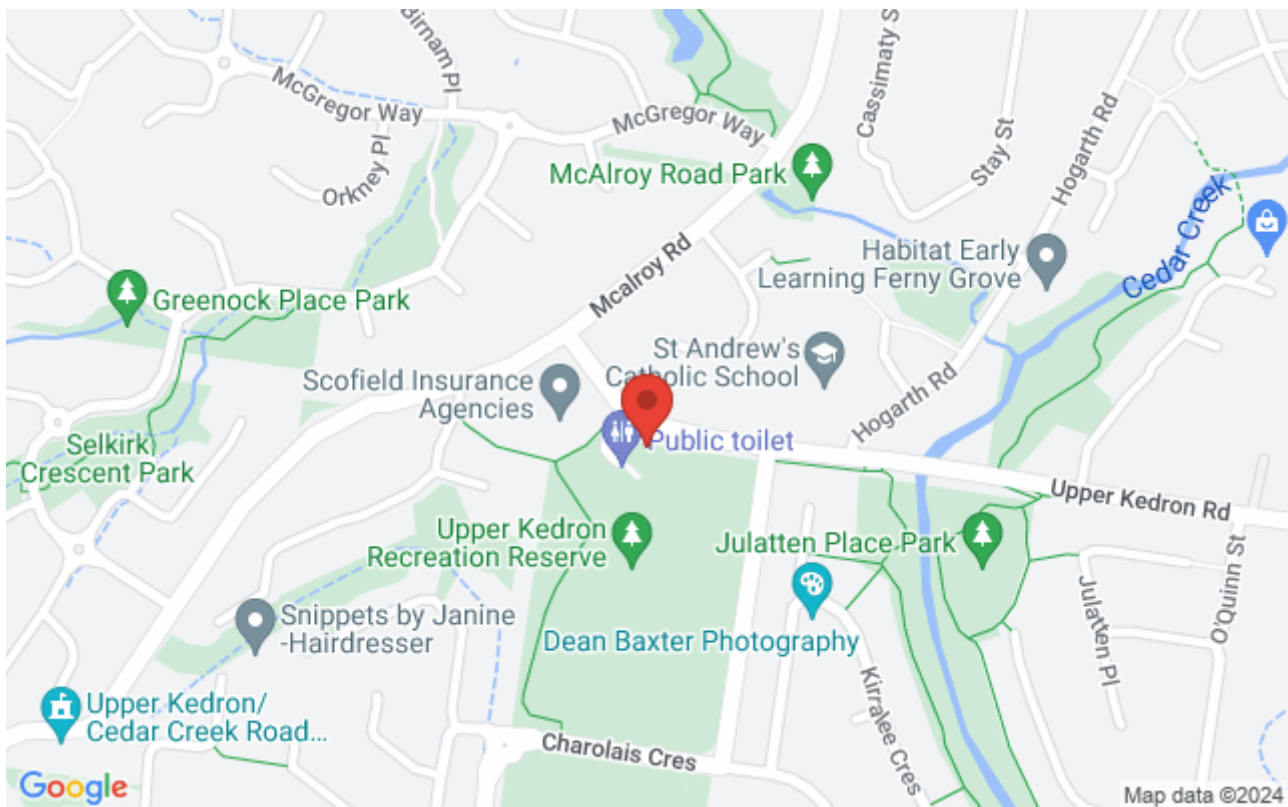 Birnam Pl
McGregor Way
McGregor Way
Orkney Pl
Cassimaty S
Stay St
Hogarth Rd
McAlroy Road Park
Mcalroy Rd
Habitat Early
Learning Ferny Grove
Cedar Creek
Greenock Place Park
St Andrew's
Catholic School
Scofield Insurance
Agencies
Hogarth Rd
Selkirk
Crescent Park
Public toilet
Upper Kedron Rd
Upper Kedron
Recreation Reserve
Julatten Place Park
O'Quinn St
Julatten Pl
Snippets by Janine
-Hairdresser
Dean Baxter Photography
Kirralee Cres
Upper Kedron/
Cedar Creek Road...
Charolais Cres
Google
Map data ©2024